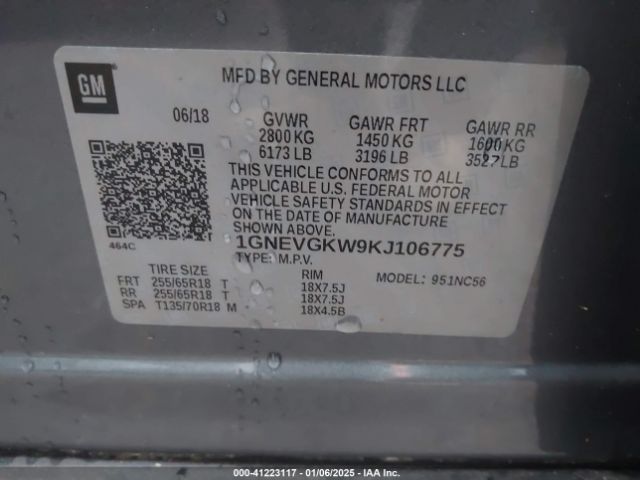 GM
MFD BY GENERAL MOTORS LLC
06/18 GVWR GAWR FRT GAWR RR
2800 KG 1450 KG 1600 KG
6173 LB 3196 LB 3527 LB
THIS VEHICLE CONFORMS TO ALL
APPLICABLE U.S. FEDERAL MOTOR
VEHICLE SAFETY STANDARDS IN EFFECT
ON THE DATE OF MANUFACTURE
SHOWN ABOVE.
464C 1GNEVGKW9KJ106775
TYPE: M.P.V.
TIRE SIZE RIM MODEL: 951NC56
FRT 255/65R18 T 18X7.5J
RR 255/65R18 T 18X7.5J
SPA T135/70R18 M 18X4.5B
000-41223117 - 01/06/2025 - IAAI.COM